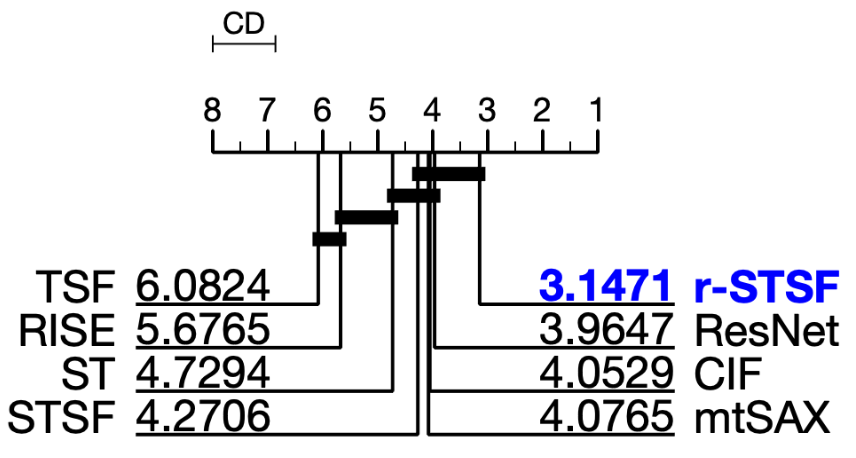 CD
8 7 6 5 4 3 2 1
TSF 6.0824 3.1471 r-STSF
RISE 5.6765 3.9647 ResNet
ST 4.7294 4.0529 CIF
STSF 4.2706 4.0765 mtSAX